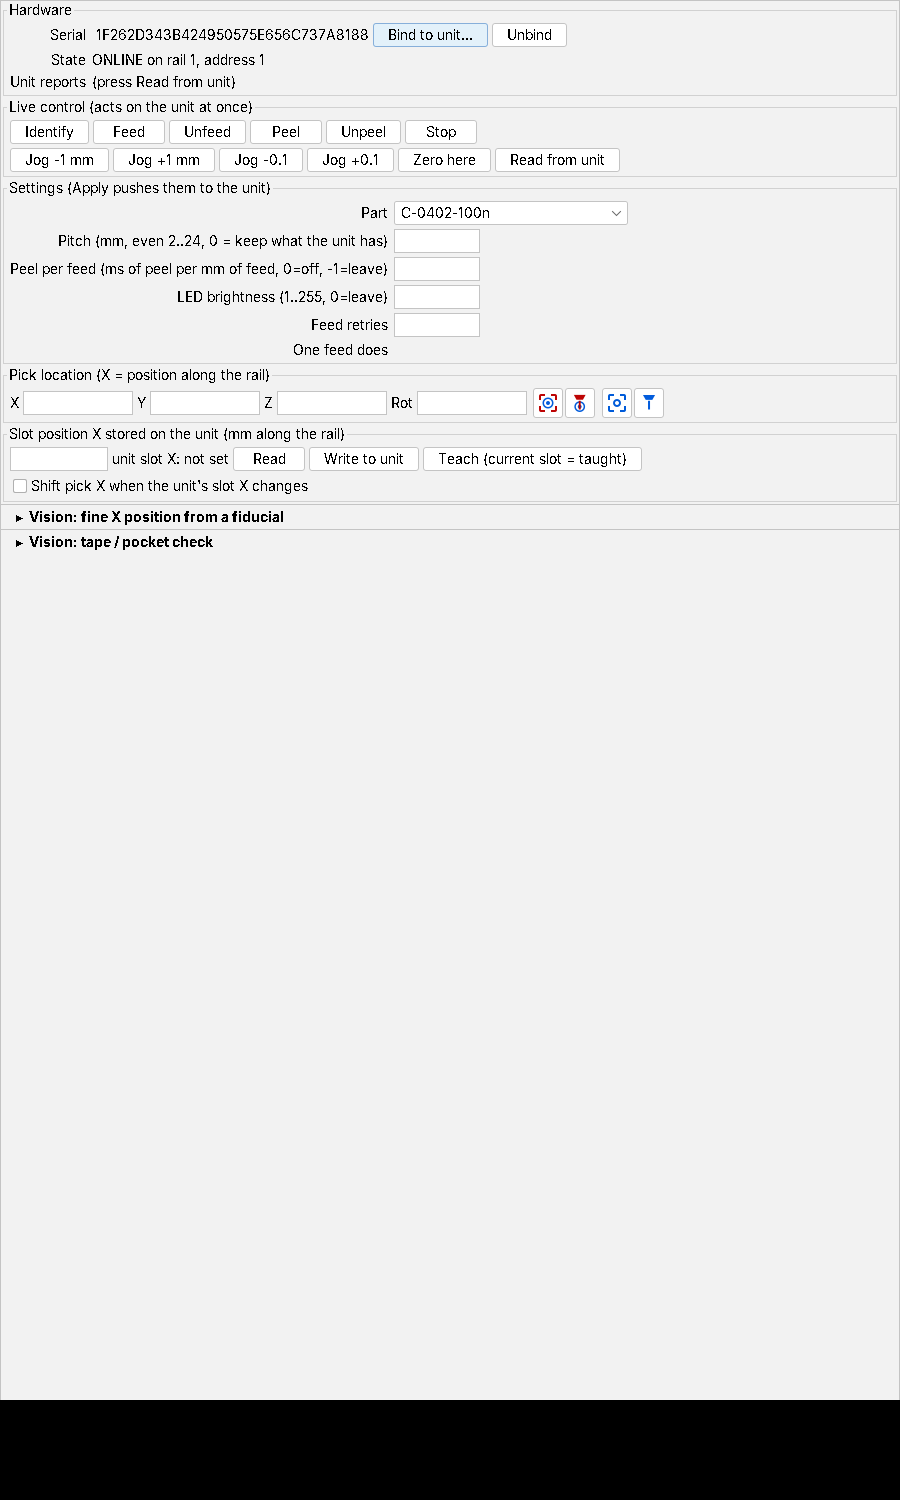 Hardware
Serial 1F262D343B424950575E656C737A8188 Bind to unit... Unbind
State ONLINE on rail 1, address 1
Unit reports (press Read from unit)
Live control (acts on the unit at once)
Identify Feed Unfeed Peel Unpeel Stop
Jog -1 mm Jog +1 mm Jog -0.1 Jog +0.1 Zero here Read from unit
Settings (Apply pushes them to the unit)
Part C-0402-100n
Pitch (mm, even 2..24, 0 = keep what the unit has)
Peel per feed (ms of peel per mm of feed, 0=off, -1=leave)
LED brightness (1..255, 0=leave)
Feed retries
One feed does
Pick location (X = position along the rail)
X Y Z Rot
Slot position X stored on the unit (mm along the rail)
unit slot X: not set Read Write to unit Teach (current slot = taught)
Shift pick X when the unit's slot X changes
Vision: fine X position from a fiducial
Vision: tape / pocket check